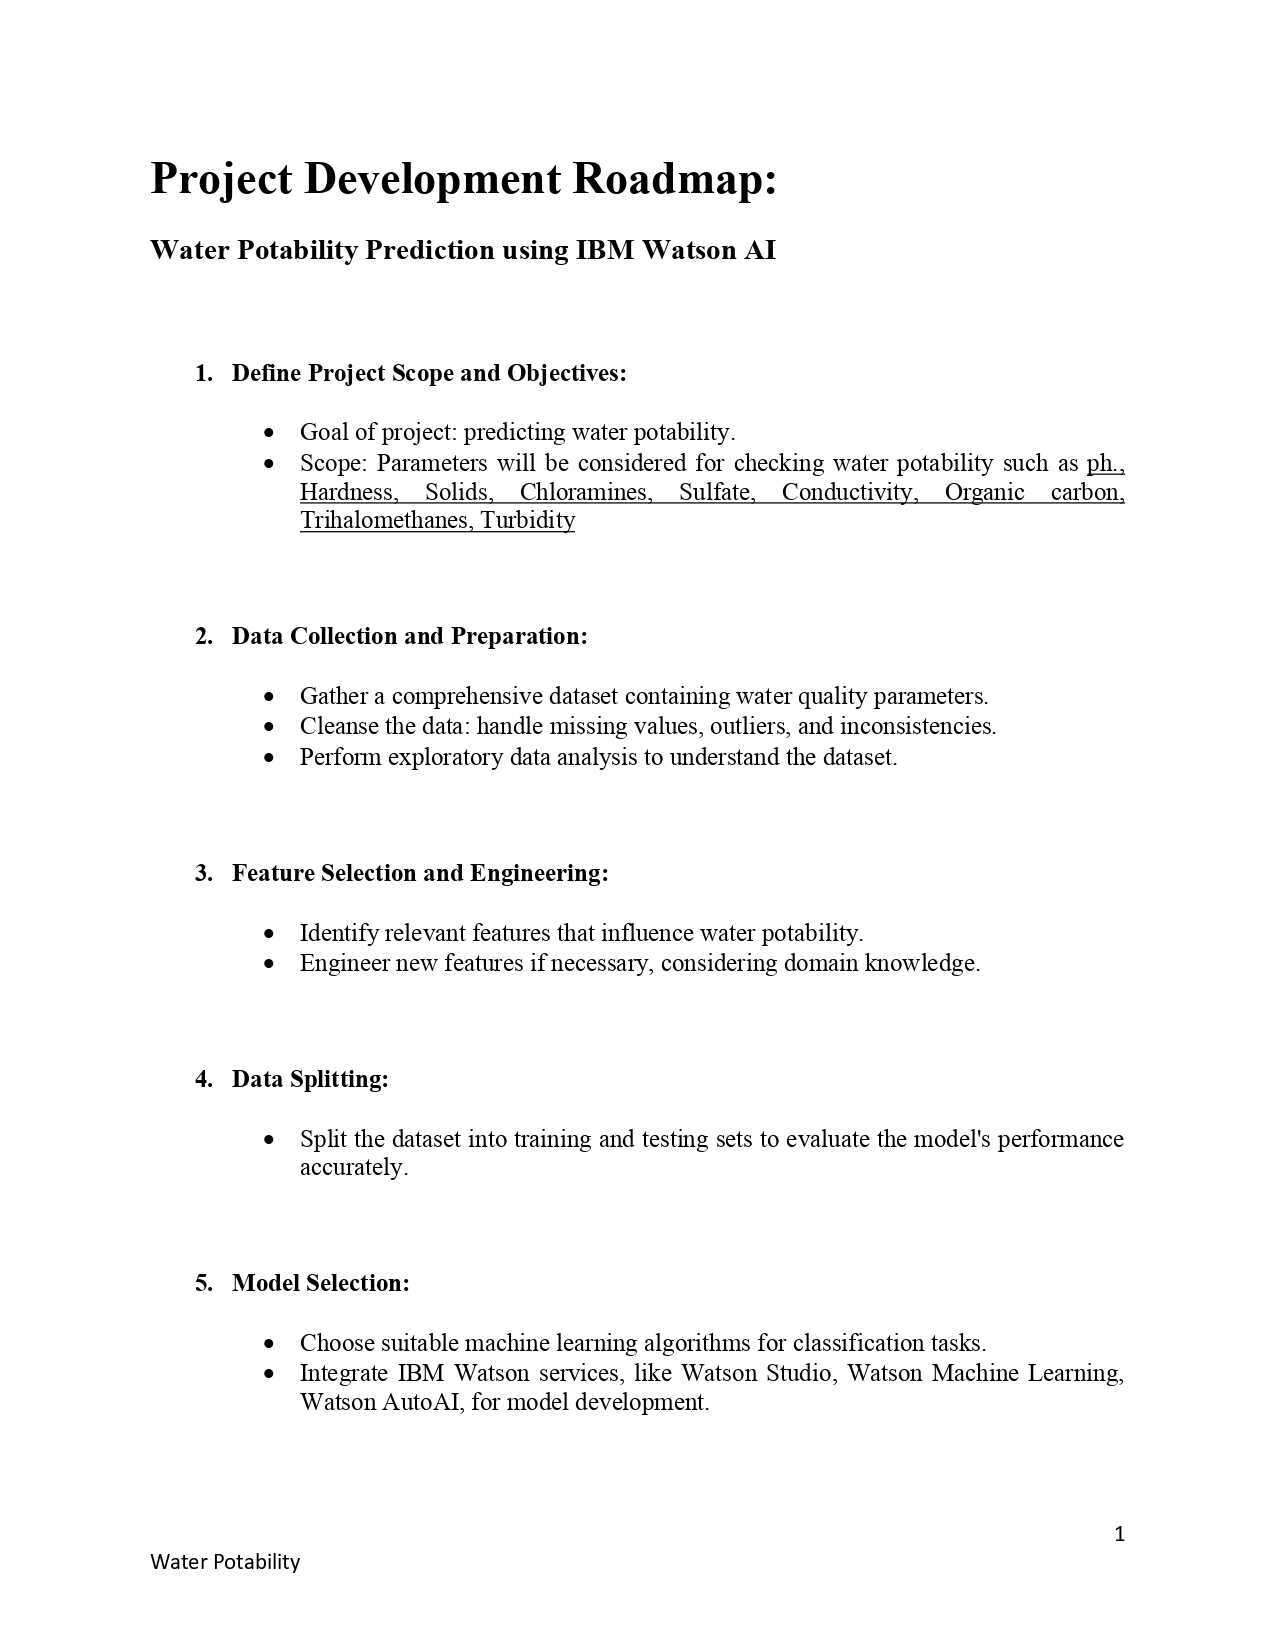 Project Development Roadmap:
Water Potability Prediction using IBM Watson AI
1. Define Project Scope and Objectives:
• Goal of project: predicting water potability.
• Scope: Parameters will be considered for checking water potability such as ph.,
Hardness, Solids, Chloramines, Sulfate, Conductivity, Organic carbon,
Trihalomethanes, Turbidity
2. Data Collection and Preparation:
• Gather a comprehensive dataset containing water quality parameters.
• Cleanse the data: handle missing values, outliers, and inconsistencies.
• Perform exploratory data analysis to understand the dataset.
3. Feature Selection and Engineering:
• Identify relevant features that influence water potability.
• Engineer new features if necessary, considering domain knowledge.
4. Data Splitting:
• Split the dataset into training and testing sets to evaluate the model's performance
accurately.
5. Model Selection:
• Choose suitable machine learning algorithms for classification tasks.
• Integrate IBM Watson services, like Watson Studio, Watson Machine Learning,
Watson AutoAI, for model development.
1
Water Potability